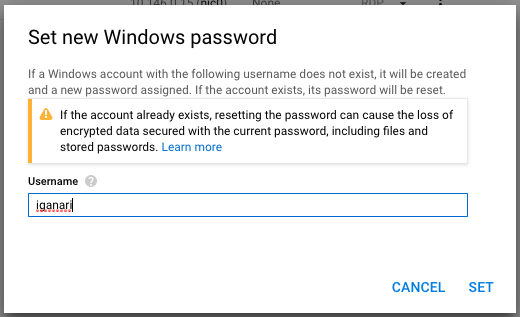 10.146.0.15 (nic0) None RDP
Set new Windows password
If a Windows account with the following username does not exist, it will be created
and a new password assigned. If the account exists, its password will be reset.
If the account already exists, resetting the password can cause the loss of
encrypted data secured with the current password, including files and
stored passwords. Learn more
Username ?
iganari
CANCEL SET